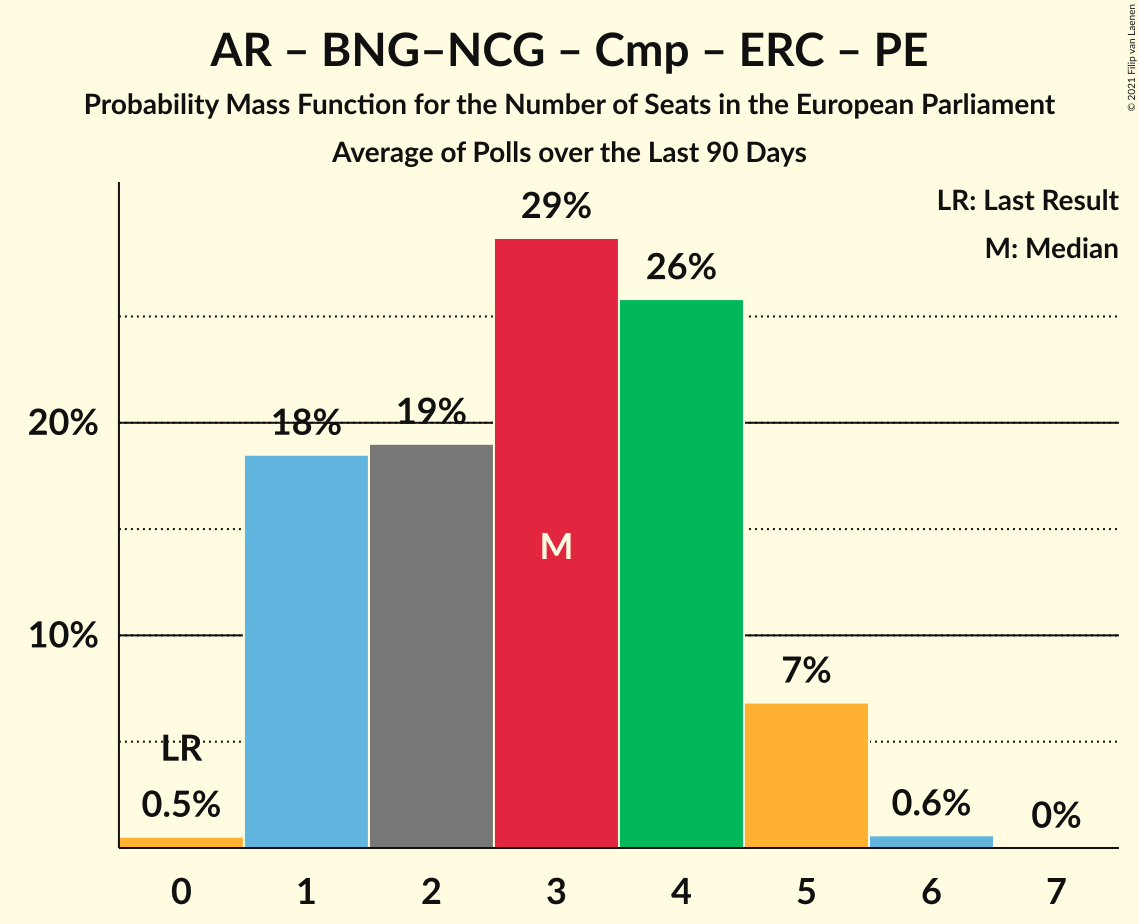 AR – BNG–NCG – Cmp – ERC – PE
Probability Mass Function for the Number of Seats in the European Parliament
Average of Polls over the Last 90 Days
© 2021 Filip van Laenen
LR: Last Result
M: Median
29%
26%
20%
18%
19%
M
10%
7%
LR
0.5%
0.6%
0%
0 1 2 3 4 5 6 7